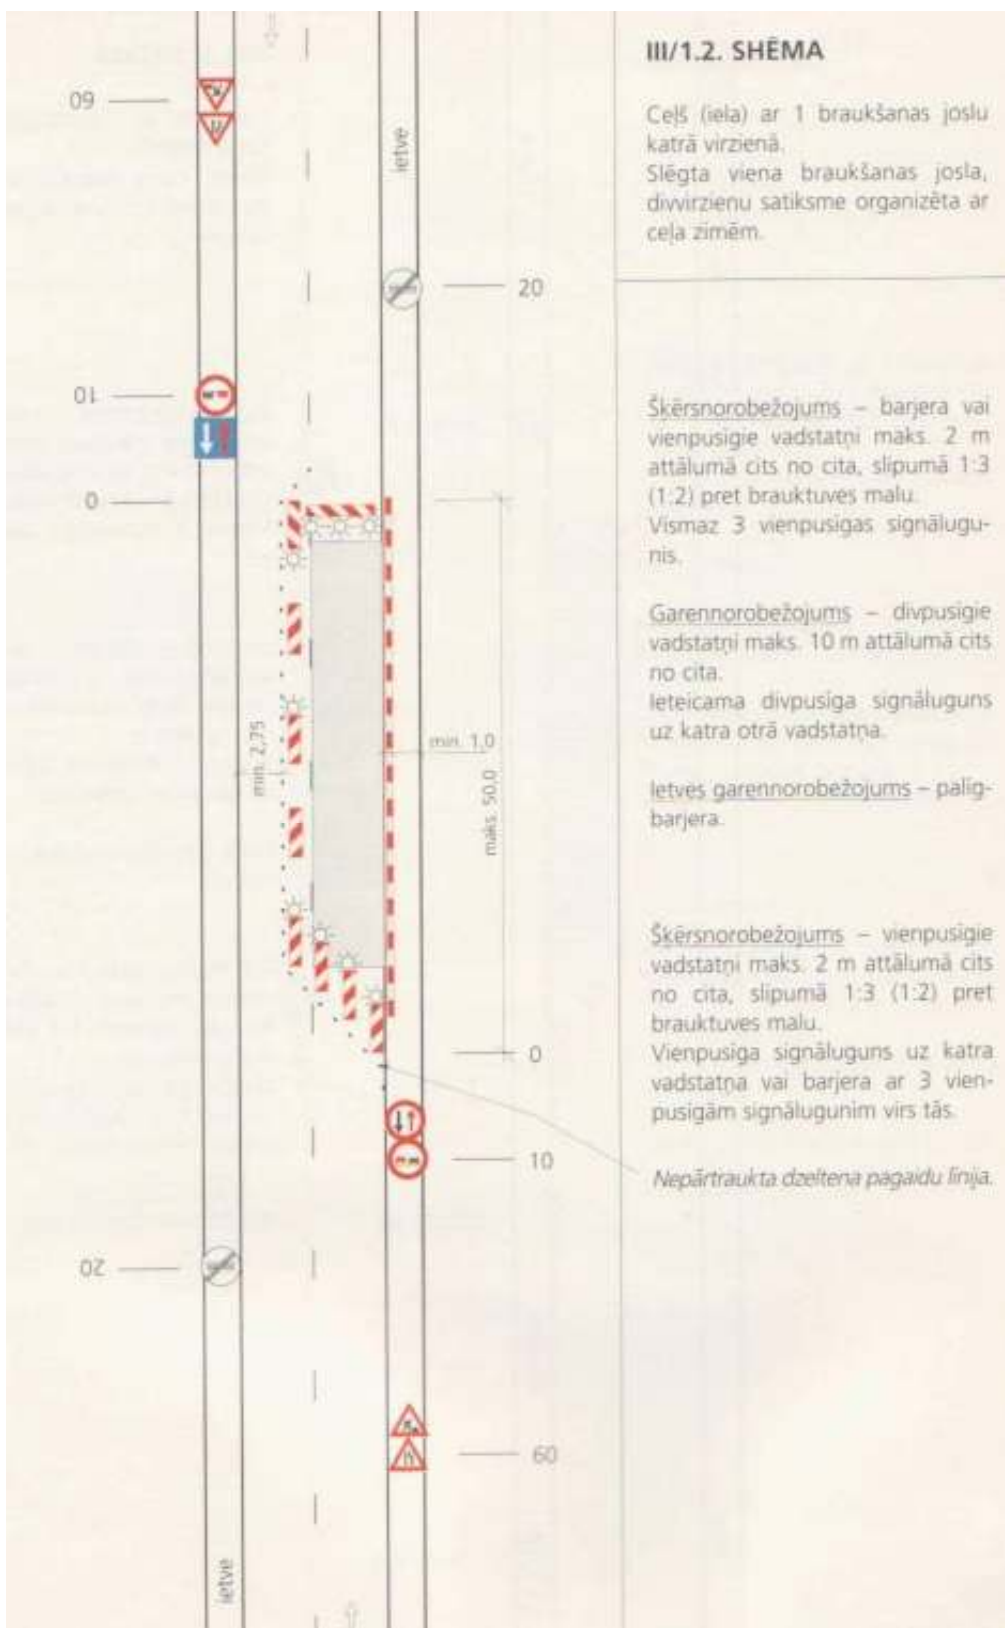 III/1.2. SHĒMA
Ceļš (iela) ar 1 braukšanas joslu
katrā virzienā.
Slēgta viena braukšanas josla,
divvirzienu satiksme organizēta ar
ceļa zīmēm.
Šķērsnorobežojums – barjera vai
vienpusīgie vadstatņi maks. 2 m
attālumā cits no cita, slīpumā 1:3
(1:2) pret brauktuves malu.
Vismaz 3 vienpusīgas signālugu-
nis.
Garennorobežojums – divpusīgie
vadstatņi maks. 10 m attālumā cits
no cita.
Ieteicama divpusīga signāluguns
uz katra otrā vadstatņa.
Ietves garennorobežojums – palīg-
barjera.
Šķērsnorobežojums – vienpusīgie
vadstatņi maks. 2 m attālumā cits
no cita, slīpumā 1:3 (1:2) pret
brauktuves malu.
Vienpusīga signāluguns uz katra
vadstatņa vai barjera ar 3 vien-
pusīgām signālugunīm virs tās.
Nepārtraukta dzeltena pagaidu līnija.
60
ietve
20
10
0
min. 2,75
min. 1,0
maks. 50,0
0
10
20
60
ietve